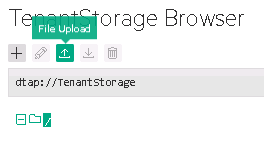 TenantStorage Browser
File Upload
dtap://TenantStorage
/